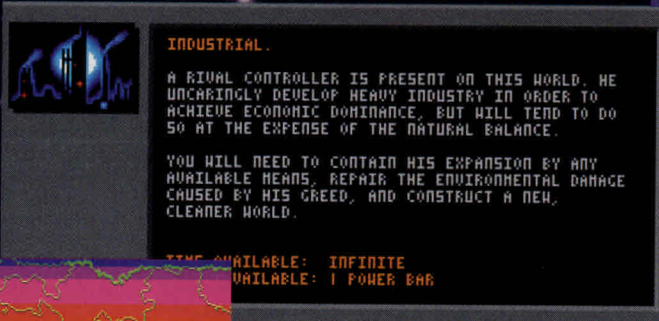 INDUSTRIAL.
A RIVAL CONTROLLER IS PRESENT ON THIS WORLD. HE
UNCARINGLY DEVELOP HEAVY INDUSTRY IN ORDER TO
ACHIEVE ECONOMIC DOMINANCE, BUT WILL TEND TO DO
SO AT THE EXPENSE OF THE NATURAL BALANCE.
YOU WILL NEED TO CONTAIN HIS EXPANSION BY ANY
AVAILABLE MEANS, REPAIR THE ENVIRONMENTAL DAMAGE
CAUSED BY HIS GREED, AND CONSTRUCT A NEW,
CLEANER WORLD.
TIME AVAILABLE: INFINITE
VAILABLE: 1 POWER BAR